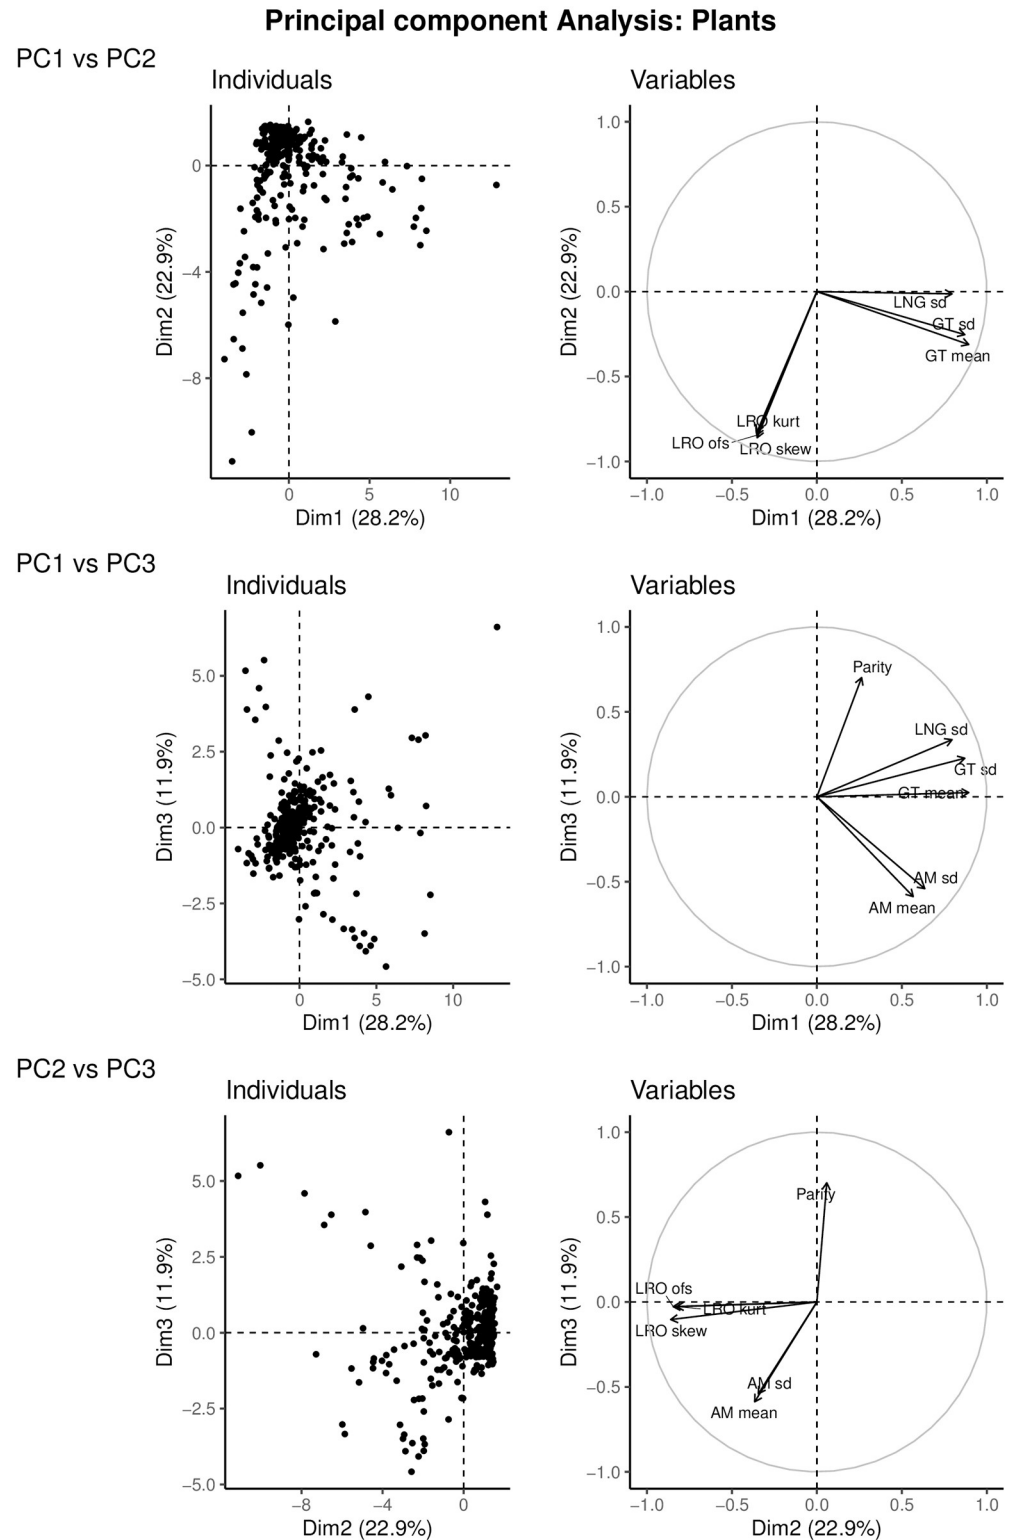 Principal component Analysis: Plants
PC1 vs PC2
Individuals
Variables
0
−4
−8
Dim2 (22.9%)
0 5 10
Dim1 (28.2%)
1.0
0.5
0.0
−0.5
−1.0
Dim2 (22.9%)
LNG sd
GT sd
GT mean
LRO kurt
LRO ofs
LRO skew
−1.0 −0.5 0.0 0.5 1.0
Dim1 (28.2%)
PC1 vs PC3
Individuals
Variables
5.0
2.5
0.0
−2.5
−5.0
Dim3 (11.9%)
0 5 10
Dim1 (28.2%)
1.0
0.5
0.0
−0.5
−1.0
Dim3 (11.9%)
Parity
LNG sd
GT sd
GT mean
AM sd
AM mean
−1.0 −0.5 0.0 0.5 1.0
Dim1 (28.2%)
PC2 vs PC3
Individuals
Variables
5.0
2.5
0.0
−2.5
−5.0
Dim3 (11.9%)
−8 −4 0
Dim2 (22.9%)
1.0
0.5
0.0
−0.5
−1.0
Dim3 (11.9%)
Parity
LRO ofs
LRO kurt
LRO skew
AM sd
AM mean
−1.0 −0.5 0.0 0.5 1.0
Dim2 (22.9%)